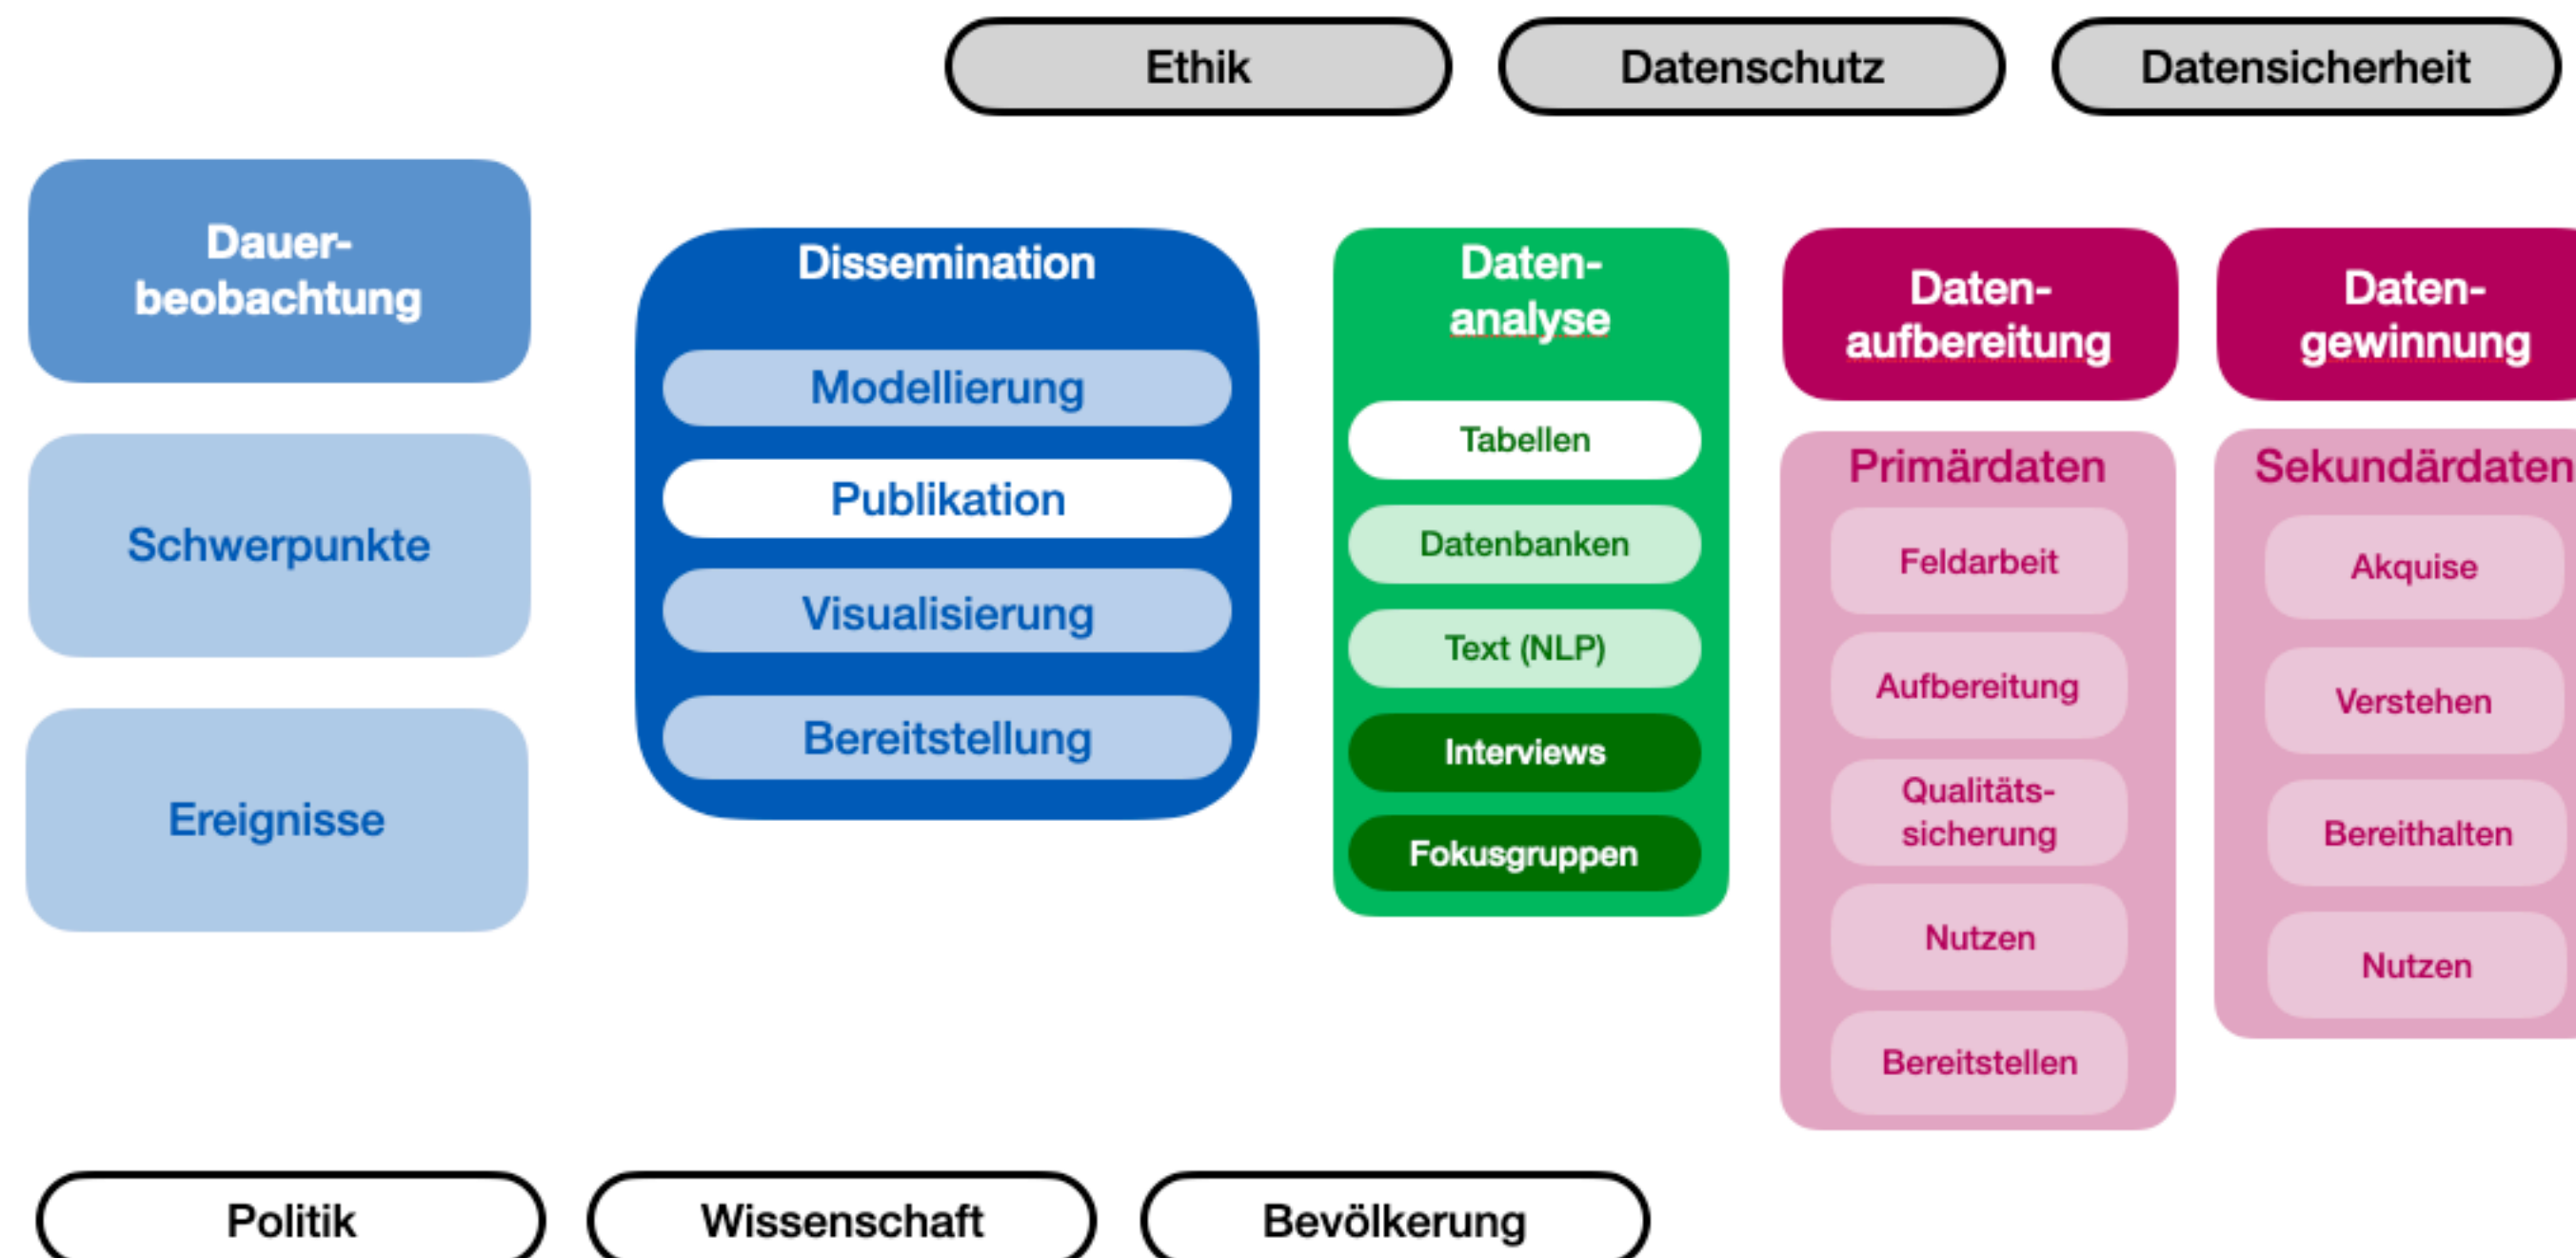 Ethik
Datenschutz
Datensicherheit
Dauer-
beobachtung
Schwerpunkte
Ereignisse
Dissemination
Modellierung
Publikation
Visualisierung
Bereitstellung
Daten-
analyse
Tabellen
Datenbanken
Text (NLP)
Interviews
Fokusgruppen
Daten-
aufbereitung
Primärdaten
Feldarbeit
Aufbereitung
Qualitäts-
sicherung
Nutzen
Bereitstellen
Daten-
gewinnung
Sekundärdaten
Akquise
Verstehen
Bereithalten
Nutzen
Politik
Wissenschaft
Bevölkerung